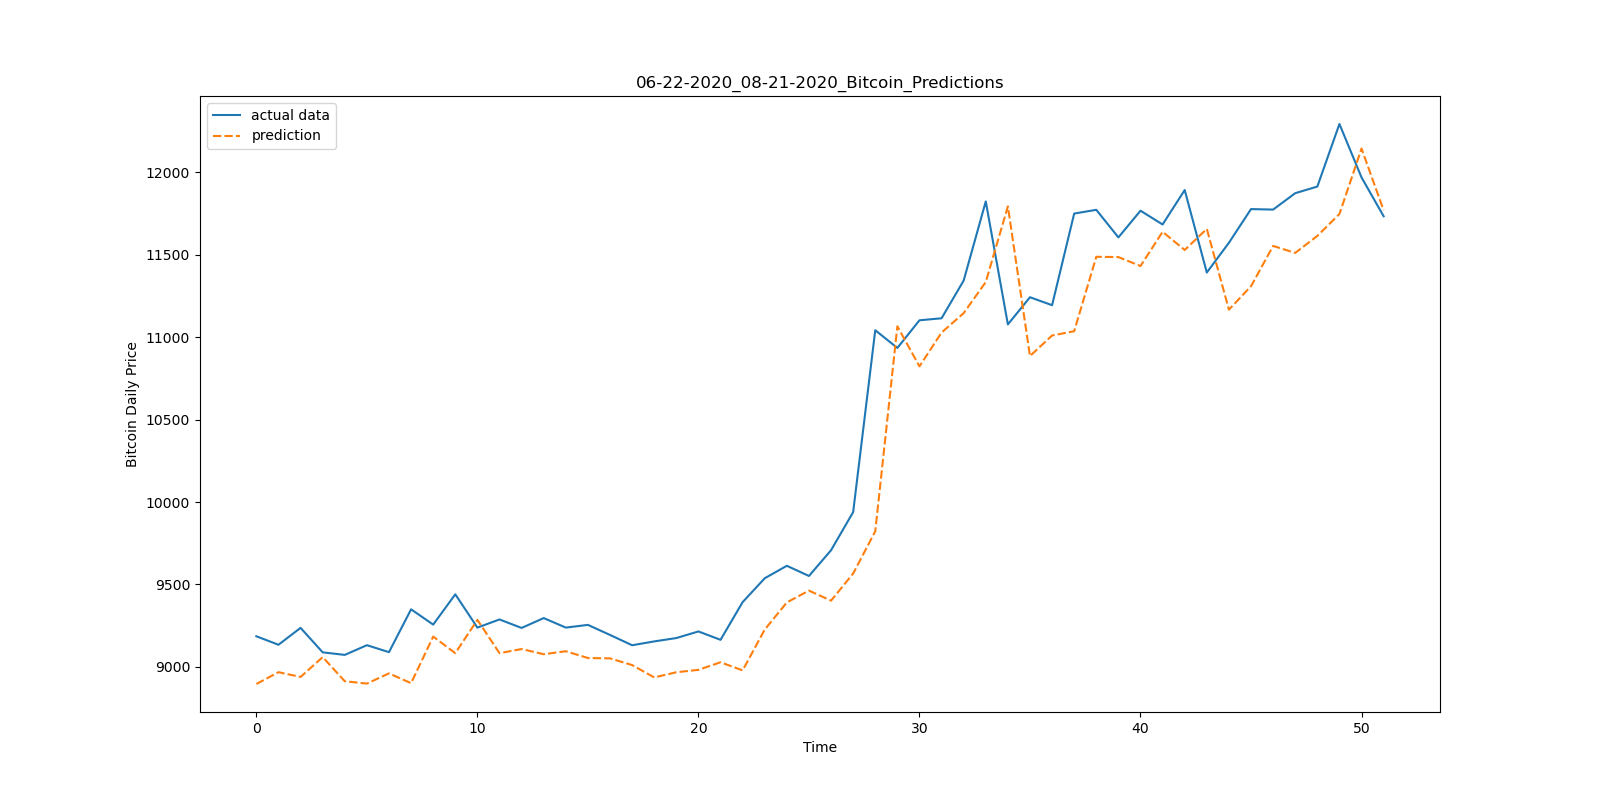 06-22-2020_08-21-2020_Bitcoin_Predictions
actual data
prediction
12000
11500
11000
10500
10000
9500
9000
Bitcoin Daily Price
0 10 20 30 40 50
Time